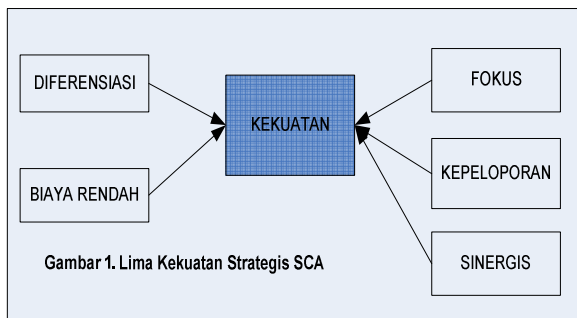 DIFERENSIASI
BIAYA RENDAH
KEKUATAN
FOKUS
KEPELOPORAN
SINERGIS
Gambar 1. Lima Kekuatan Strategis SCA